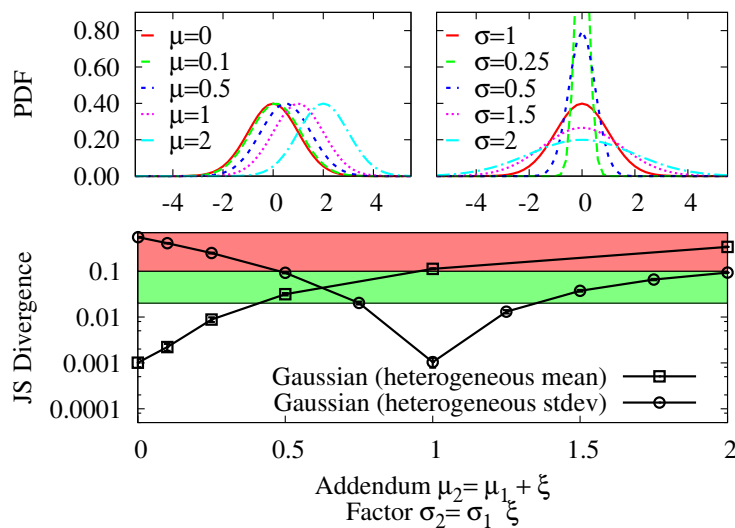 PDF
0.80
0.60
0.40
0.20
0.00
μ=0
μ=0.1
μ=0.5
μ=1
μ=2
-4 -2 0 2 4
σ=1
σ=0.25
σ=0.5
σ=1.5
σ=2
-4 -2 0 2 4
JS Divergence
0.1
0.01
0.001
0.0001
Gaussian (heterogeneous mean)
Gaussian (heterogeneous stdev)
0 0.5 1 1.5 2
Addendum μ2= μ1 + ξ
Factor σ2= σ1 ξ